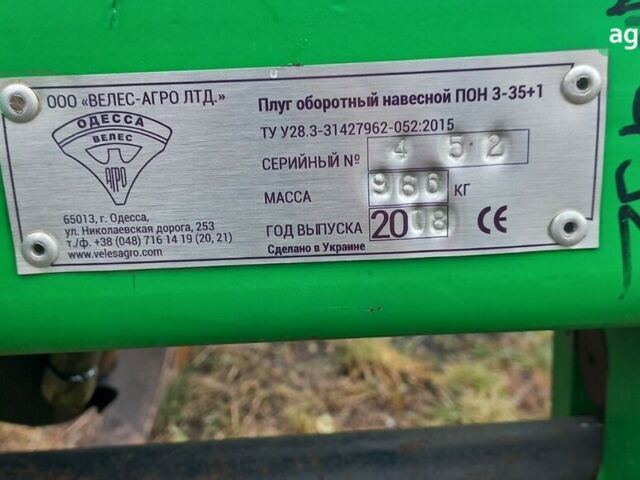 ag
ООО «ВЕЛЕС-АГРО ЛТД.»
ОДЕССА
ВЕЛЕС
АГРО
65013, г. Одесса,
ул. Николаевская дорога, 253
т./ф. +38 (048) 716 14 19 (20, 21)
www.velesagro.com
Плуг оборотный навесной ПОН 3-35+1
ТУ У28.3-31427962-052:2015
СЕРИЙНЫЙ № 4 5 2
МАССА 966 КГ
ГОД ВЫПУСКА 2018 CE
Сделано в Украине